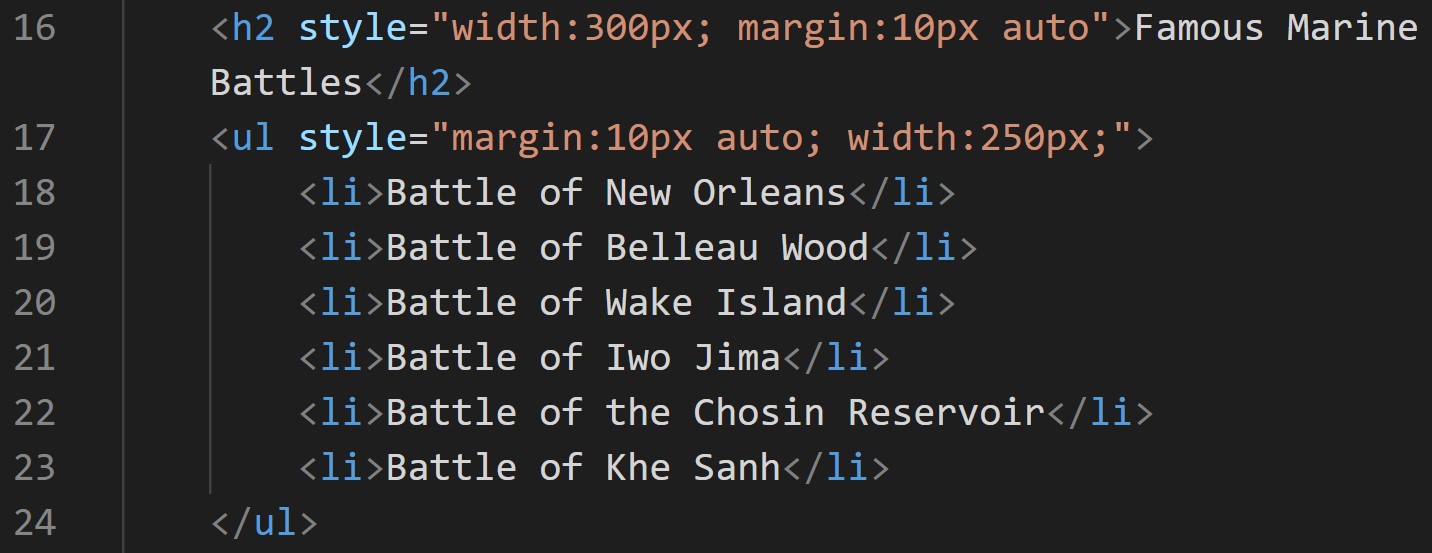 16 <h2 style="width:300px; margin:10px auto">Famous Marine
Battles</h2>
17 <ul style="margin:10px auto; width:250px;">
18 <li>Battle of New Orleans</li>
19 <li>Battle of Belleau Wood</li>
20 <li>Battle of Wake Island</li>
21 <li>Battle of Iwo Jima</li>
22 <li>Battle of the Chosin Reservoir</li>
23 <li>Battle of Khe Sanh</li>
24 </ul>